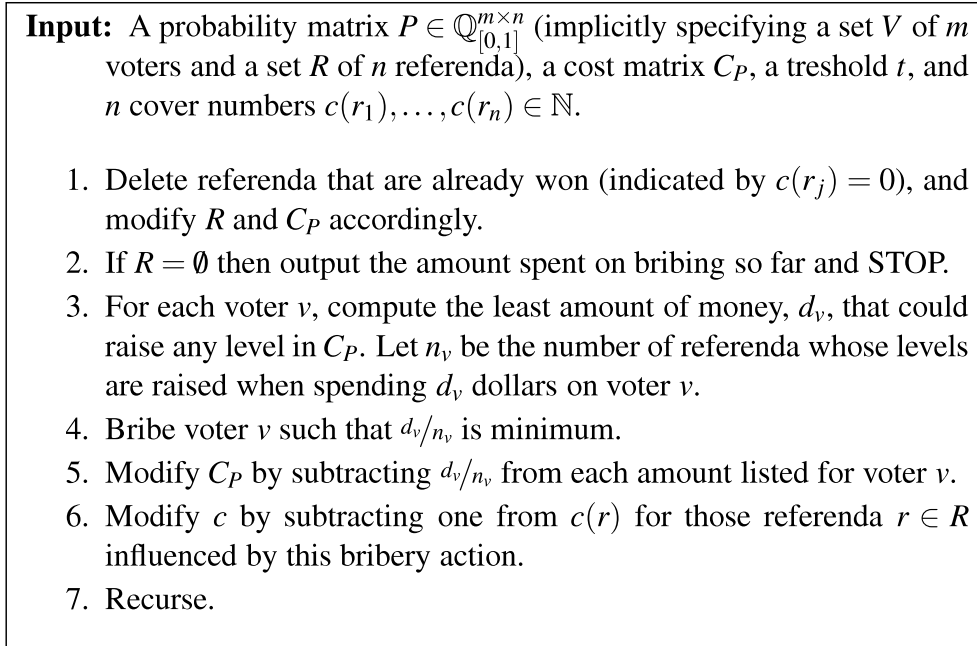 Input: A probability matrix P ∈ ℚ_{[0,1]}^{m×n} (implicitly specifying a set V of m
voters and a set R of n referenda), a cost matrix C_P, a treshold t, and
n cover numbers c(r_1),...,c(r_n) ∈ ℕ.
1. Delete referenda that are already won (indicated by c(r_j) = 0), and
modify R and C_P accordingly.
2. If R = ∅ then output the amount spent on bribing so far and STOP.
3. For each voter v, compute the least amount of money, d_v, that could
raise any level in C_P. Let n_v be the number of referenda whose levels
are raised when spending d_v dollars on voter v.
4. Bribe voter v such that d_v/n_v is minimum.
5. Modify C_P by subtracting d_v/n_v from each amount listed for voter v.
6. Modify c by subtracting one from c(r) for those referenda r ∈ R
influenced by this bribery action.
7. Recurse.